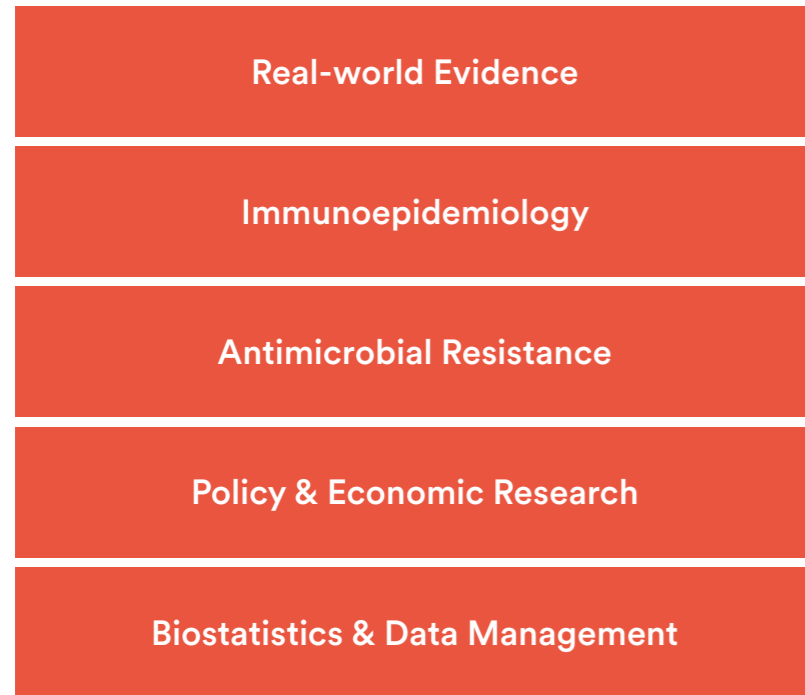 Real-world Evidence
Immunoepidemiology
Antimicrobial Resistance
Policy & Economic Research
Biostatistics & Data Management